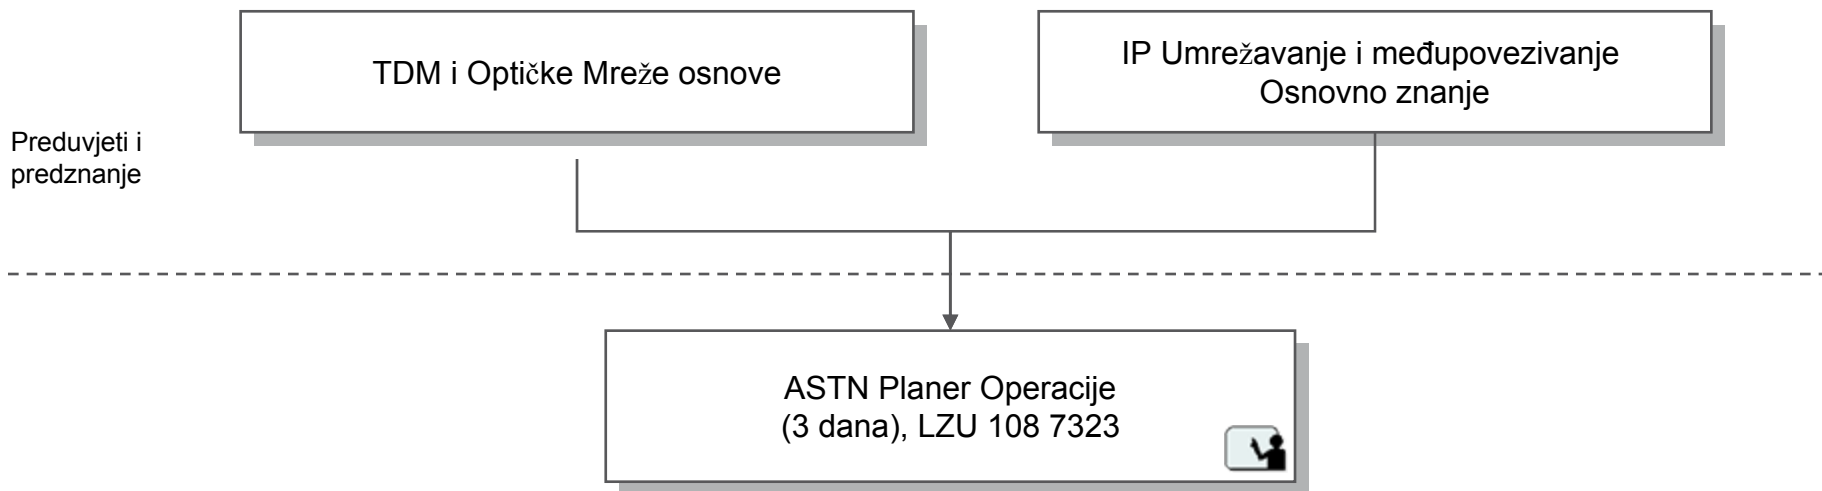 TDM i Optičke Mreže osnove
IP Umrežavanje i međupovezivanje
Osnovno znanje
Preduvjeti i
predznanje
ASTN Planer Operacije
(3 dana), LZU 108 7323